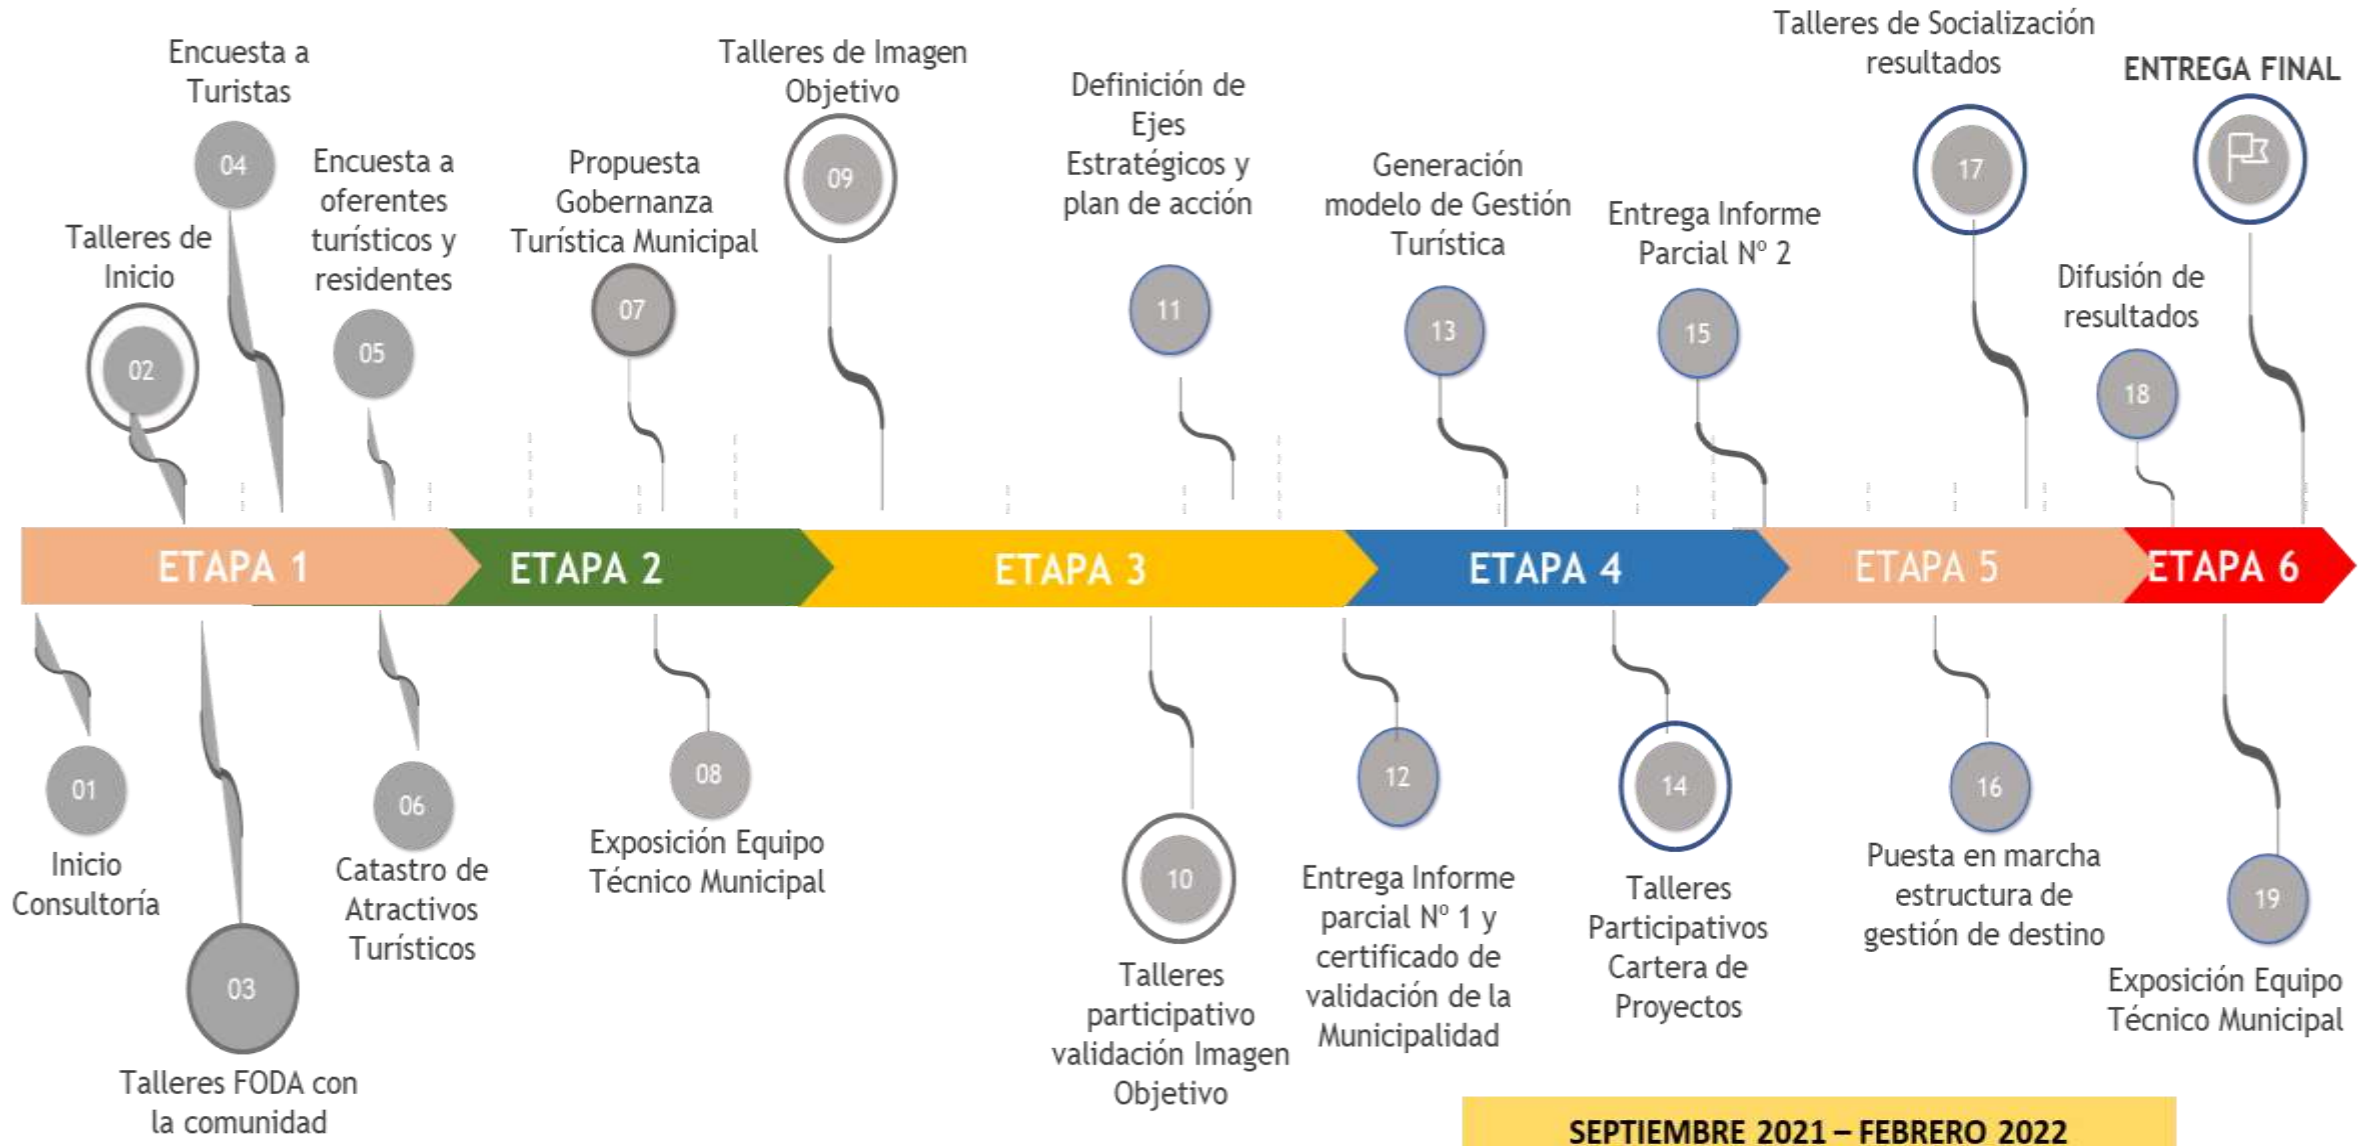 Talleres de Socialización
resultados
ENTREGA FINAL
Encuesta a
Turistas
04
Talleres de Imagen
Objetivo
09
Definición de
Ejes
Estratégicos y
plan de acción
11
17
Encuesta a
oferentes
turísticos y
residentes
05
Propuesta
Gobernanza
Turística Municipal
07
Generación
modelo de Gestión
Turística
13
Entrega Informe
Parcial Nº 2
15
Talleres de
Inicio
02
Difusión de
resultados
18
ETAPA 1
ETAPA 2
ETAPA 3
ETAPA 4
ETAPA 5
ETAPA 6
01
Inicio
Consultoría
03
Talleres FODA con
la comunidad
06
Catastro de
Atractivos
Turísticos
08
Exposición Equipo
Técnico Municipal
10
Talleres
participativo
validación Imagen
Objetivo
12
Entrega Informe
parcial Nº 1 y
certificado de
validación de la
Municipalidad
14
Talleres
Participativos
Cartera de
Proyectos
16
Puesta en marcha
estructura de
gestión de destino
19
Exposición Equipo
Técnico Municipal
SEPTIEMBRE 2021 – FEBRERO 2022